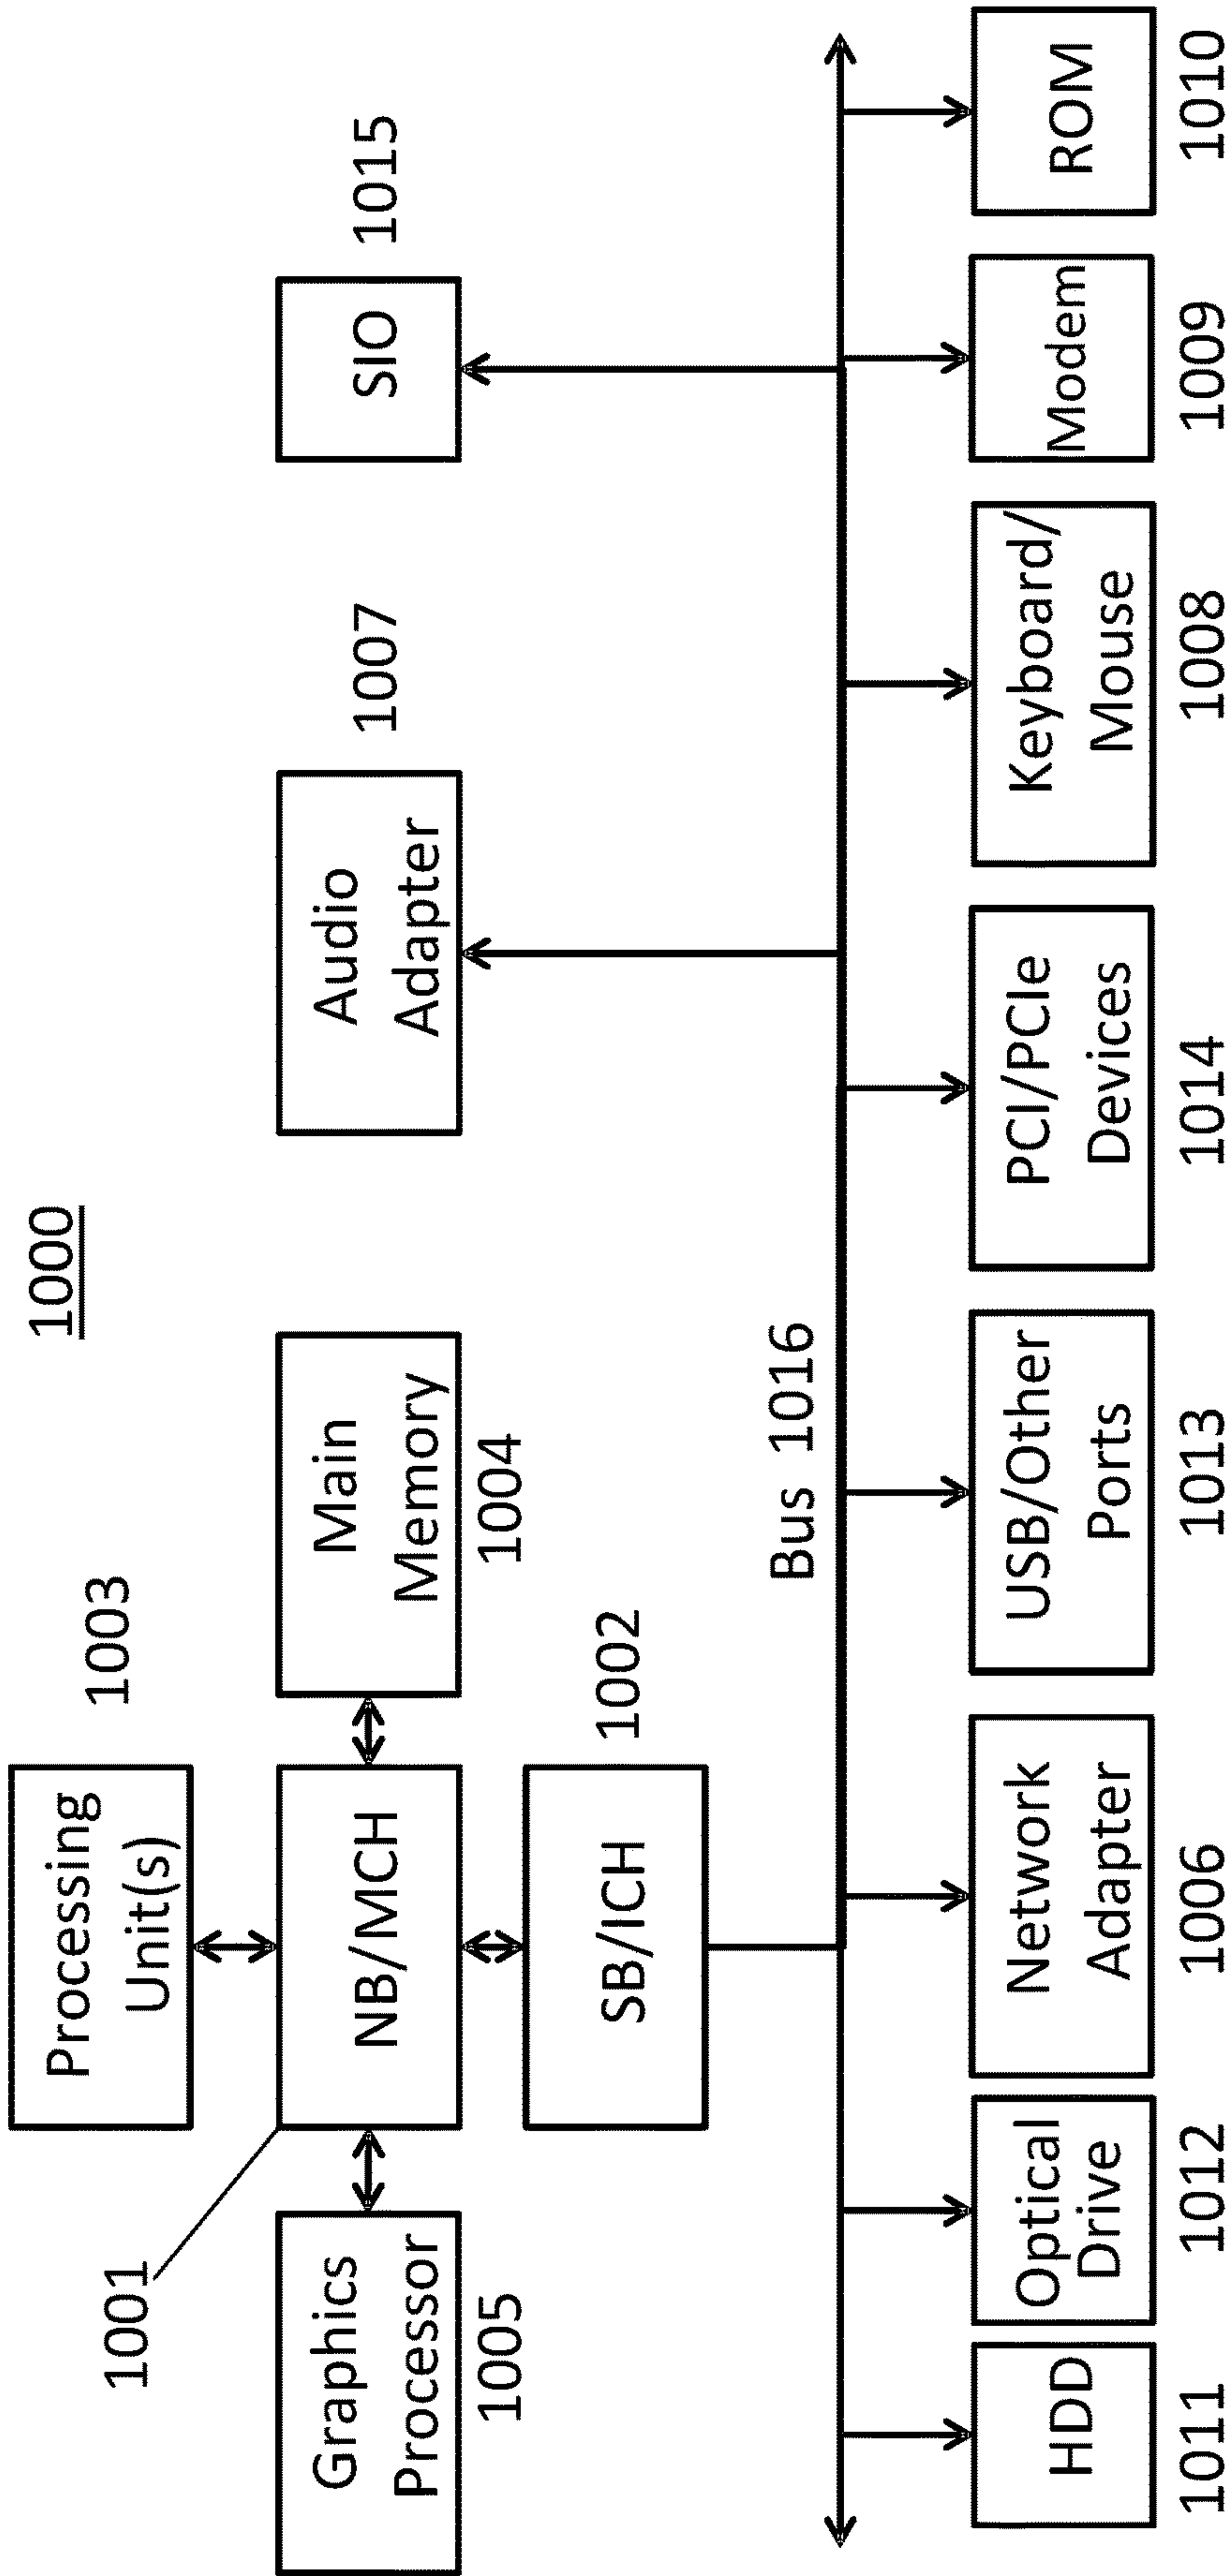 1000
1003
Processing
Unit(s)
1001
Graphics
Processor
1005
NB/MCH
Main
Memory
1004
Audio
Adapter
1007
SIO
1015
SB/ICH
1002
Bus 1016
HDD
1011
Optical
Drive
1012
Network
Adapter
1006
USB/Other
Ports
1013
PCI/PCIe
Devices
1014
Keyboard/
Mouse
1008
Modem
1009
ROM
1010